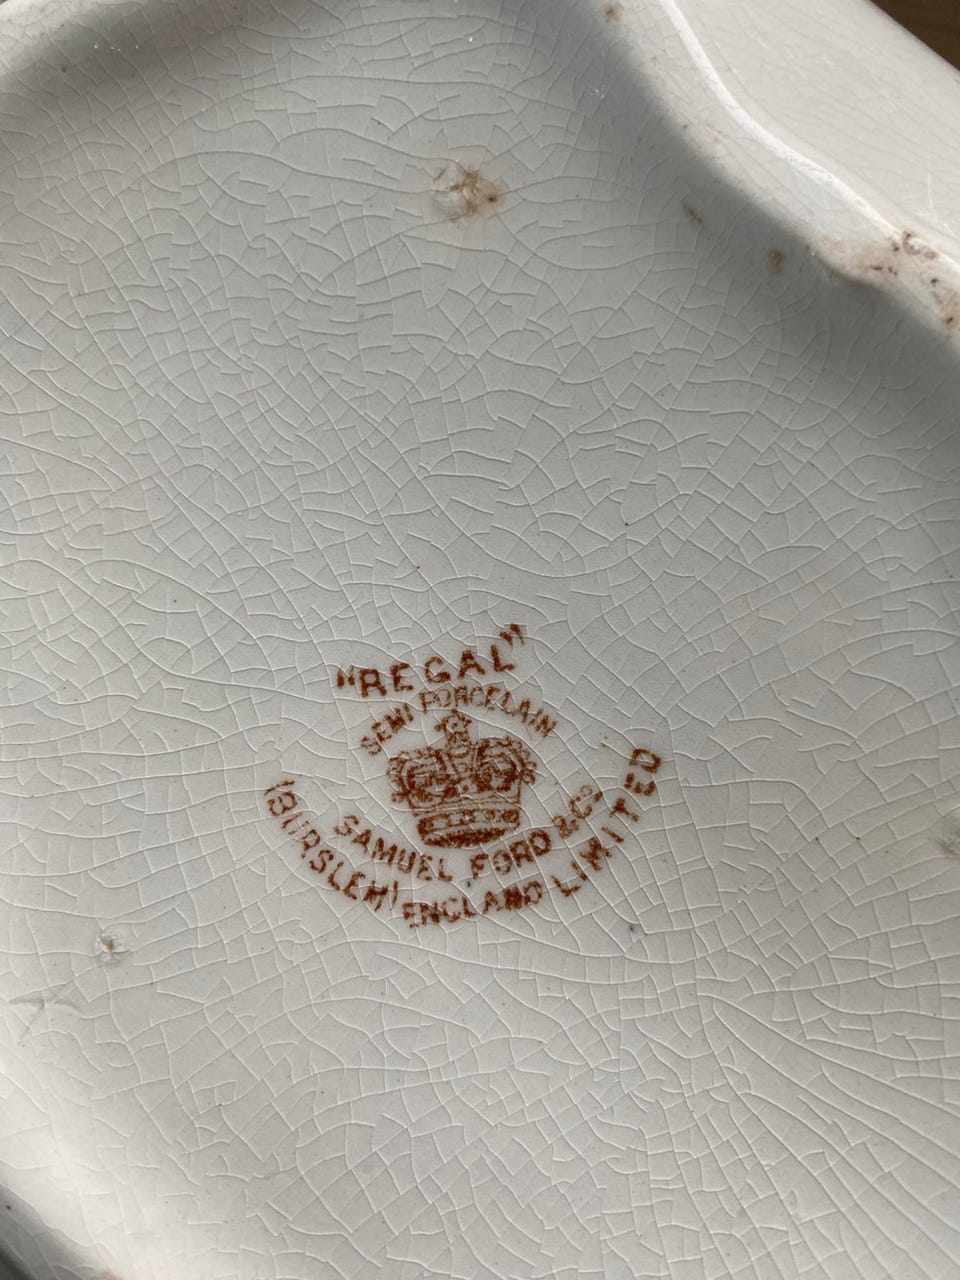 "REGAL"
SEMI PORCELAIN
SAMUEL FORD & Co
(BURSLEM) ENGLAND LIMITED